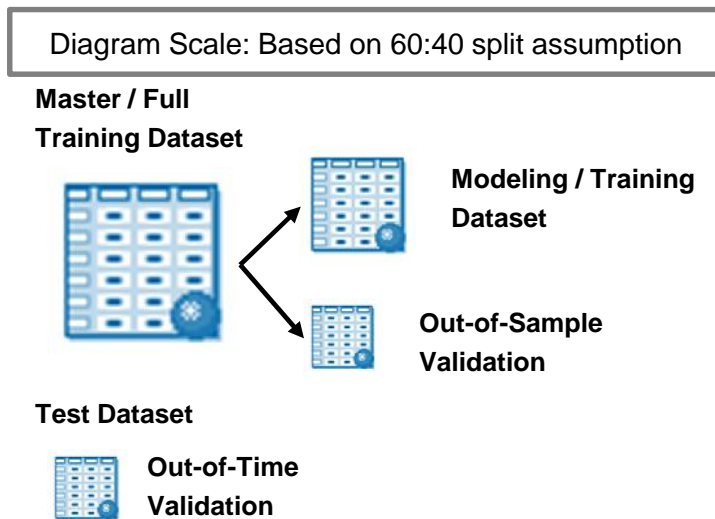 Diagram Scale: Based on 60:40 split assumption
Master / Full
Training Dataset
Modeling / Training
Dataset
Out-of-Sample
Validation
Test Dataset
Out-of-Time
Validation